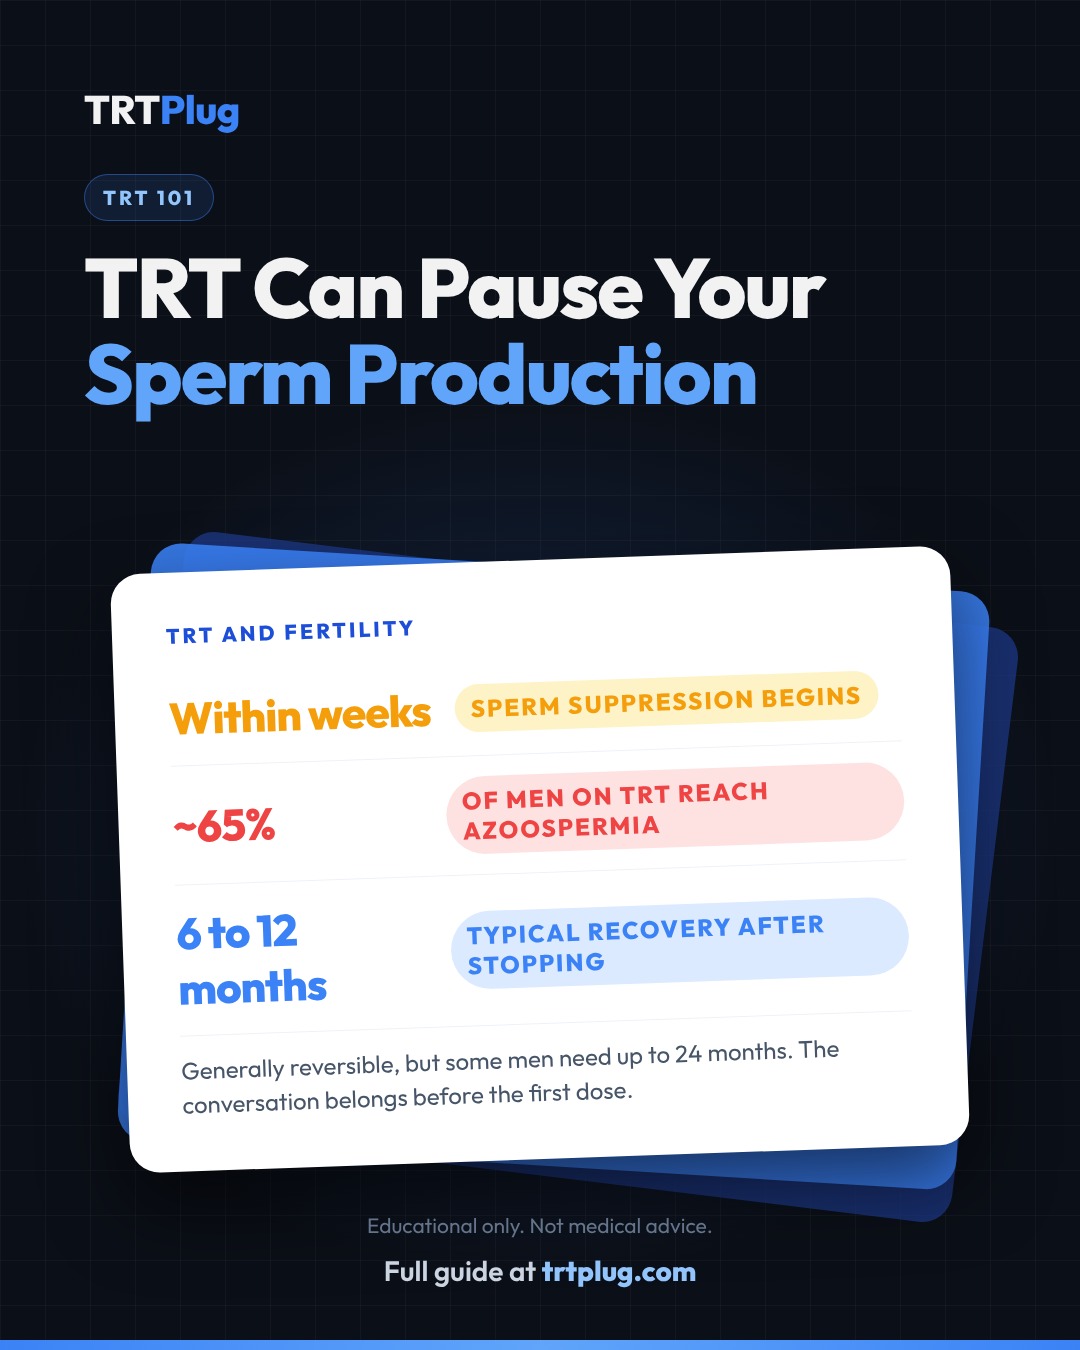 TRTPlug
TRT 101
TRT Can Pause Your
Sperm Production
TRT AND FERTILITY
Within weeks
SPERM SUPPRESSION BEGINS
~65%
OF MEN ON TRT REACH
AZOOSPERMIA
6 to 12
months
TYPICAL RECOVERY AFTER
STOPPING
Generally reversible, but some men need up to 24 months. The
conversation belongs before the first dose.
Educational only. Not medical advice.
Full guide at trtplug.com